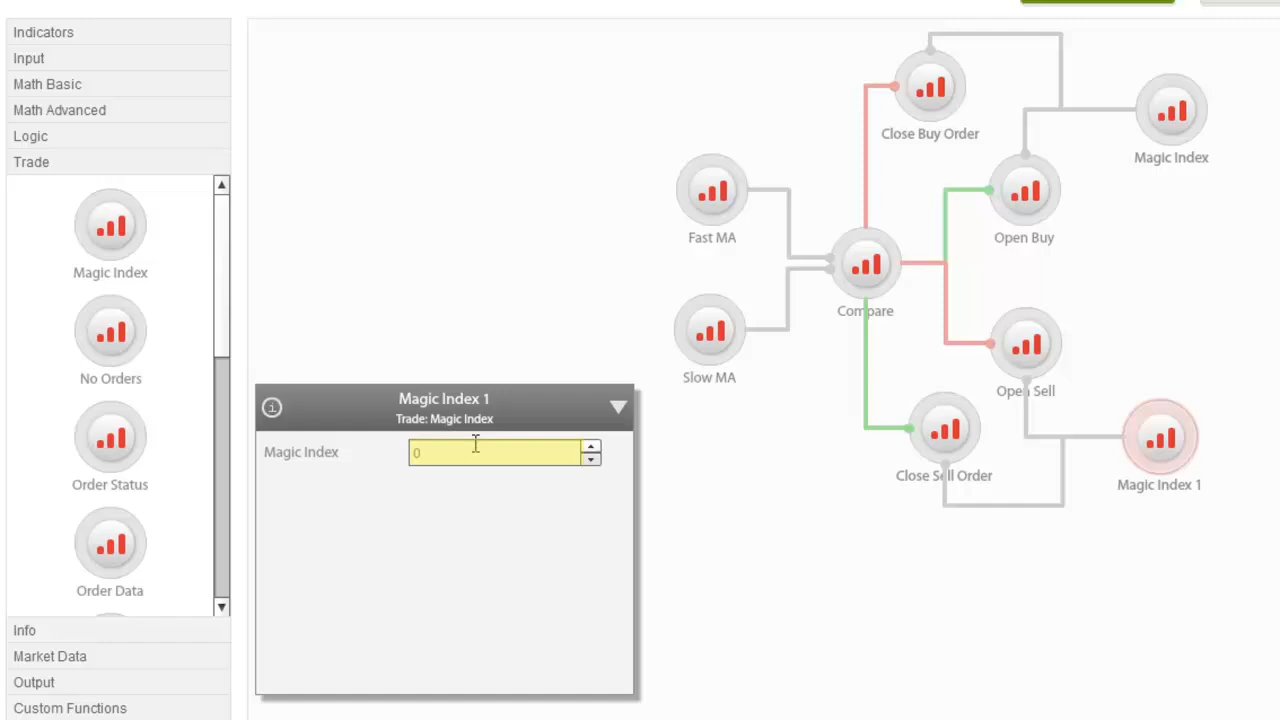 Indicators
Input
Math Basic
Math Advanced
Logic
Trade
Magic Index
No Orders
Order Status
Order Data
Info
Market Data
Output
Custom Functions
Magic Index 1
Trade: Magic Index
Magic Index
0
Close Buy Order
Magic Index
Fast MA
Open Buy
Compare
Slow MA
Open Sell
Close Sell Order
Magic Index 1